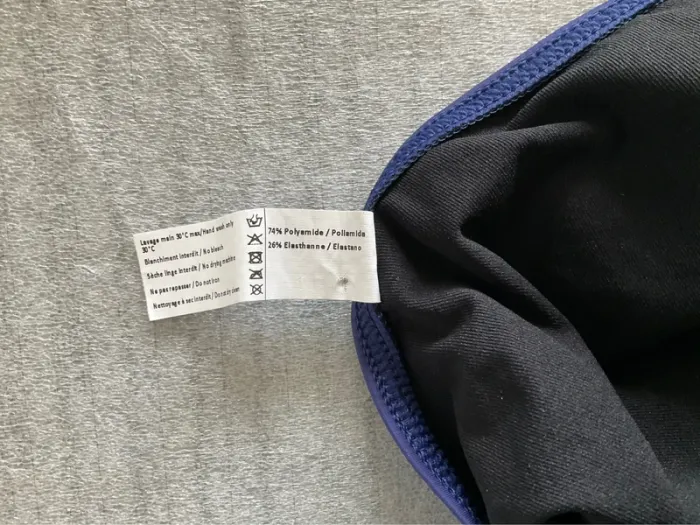 Lavage main 30°C max/Hand wash only
30°C
Blanchiment interdit / No bleach
Sèche linge interdit / No drying machine
Ne pas repasser / Do not iron
Nettoyage à sec interdit / Do not dry clean
74% Polyamide / Poliamida
26% Elasthanne / Elastano